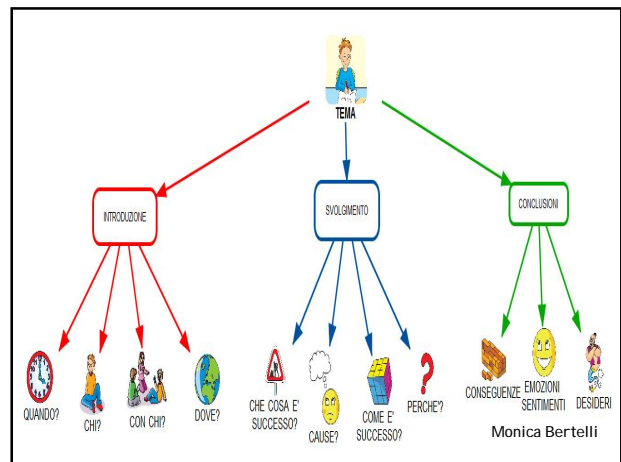 TEMA
INTRODUZIONE
SVOLGIMENTO
CONCLUSIONI
QUANDO?
CHI?
CON CHI?
DOVE?
CHE COSA E'
SUCCESSO?
CAUSE?
COME E'
SUCCESSO?
PERCHE'?
CONSEGUENZE
EMOZIONI
SENTIMENTI
DESIDERI
Monica Bertelli